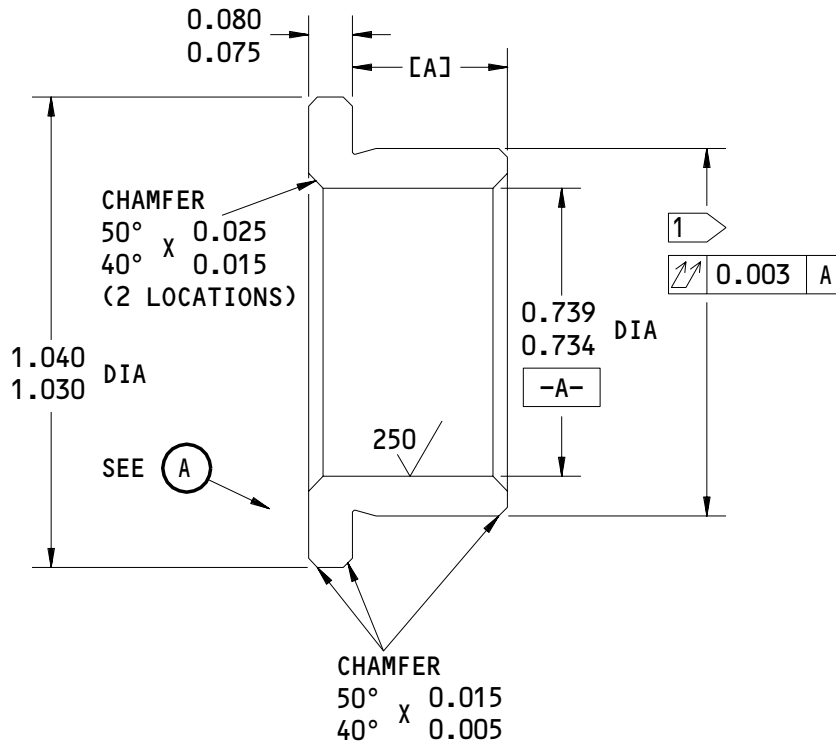 0.080
0.075
[A]
CHAMFER
50° X 0.025
40° 0.015
(2 LOCATIONS)
1
0.003 A
0.739
0.734 DIA
-A-
1.040
1.030 DIA
250
SEE A
CHAMFER
50° X 0.015
40° 0.005